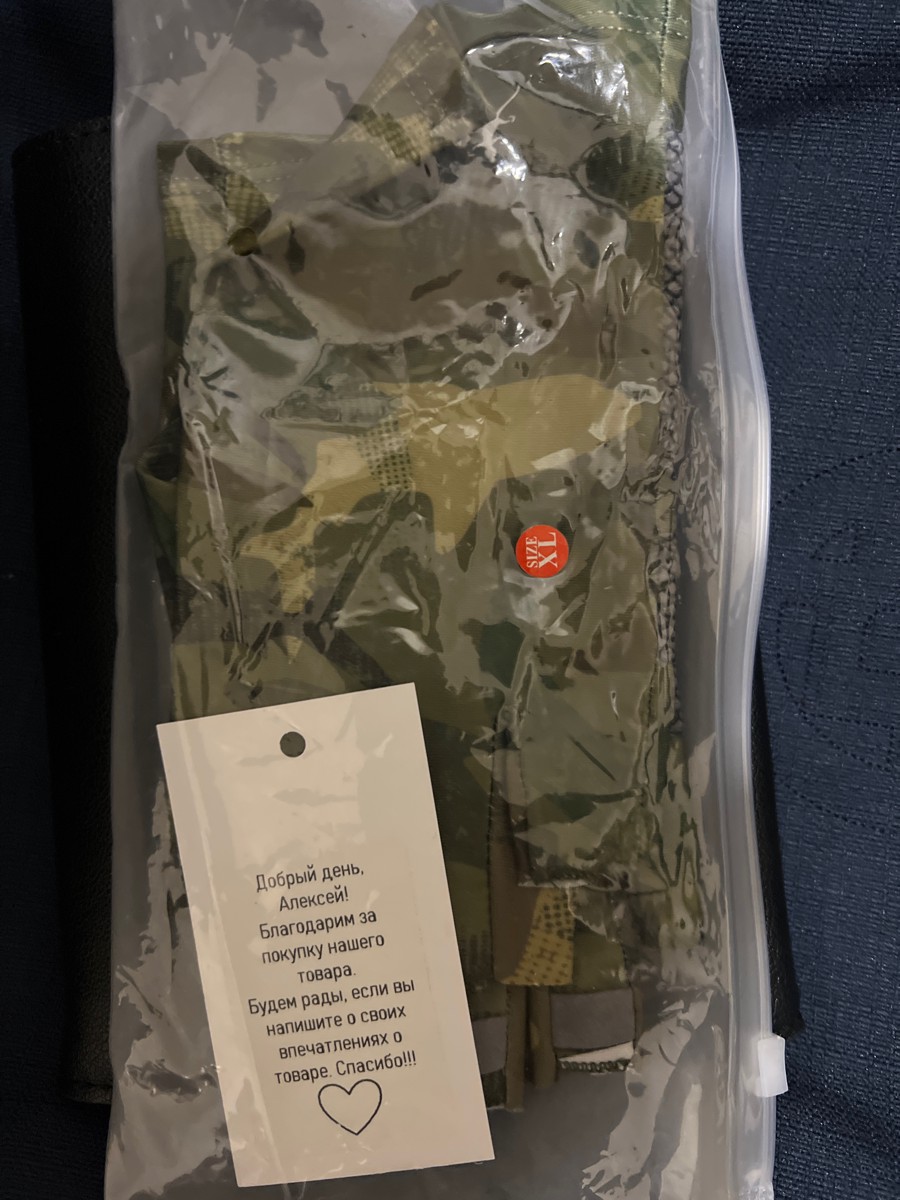 SIZE
XL
Добрый день,
Алексей!
Благодарим за
покупку нашего
товара.
Будем рады, если вы
напишите о своих
впечатлениях о
товаре. Спасибо!!!